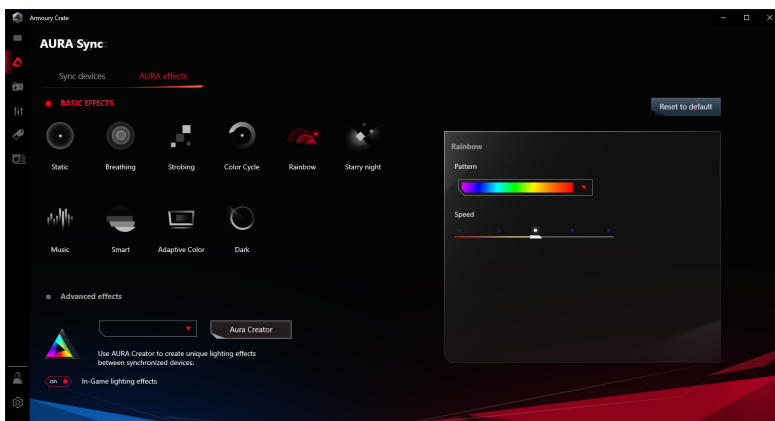 Armoury Crate
AURA Sync
Sync devices
AURA effects
BASIC EFFECTS
Reset to default
Static
Breathing
Strobing
Color Cycle
Rainbow
Starry night
Music
Smart
Adaptive Color
Dark
Rainbow
Pattern
Speed
Advanced effects
Aura Creator
Use AURA Creator to create unique lighting effects
between synchronized devices.
on
In-Game lighting effects